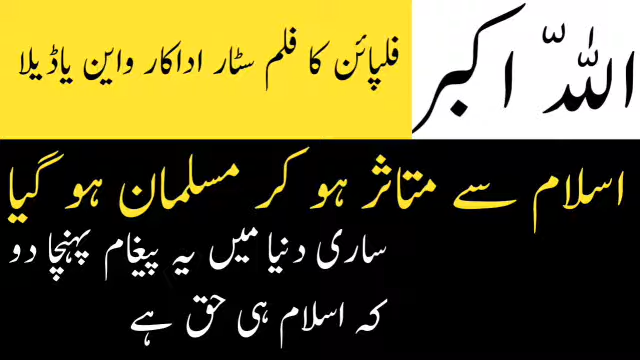 اللہ اکبر
فلپائن کا فلم سٹار اداکار واین یاڈیلا
اسلام سے متاثر ہو کر مسلمان ہو گیا
ساری دنیا میں یہ پیغام پہنچا دو
کہ اسلام ہی حق ہے